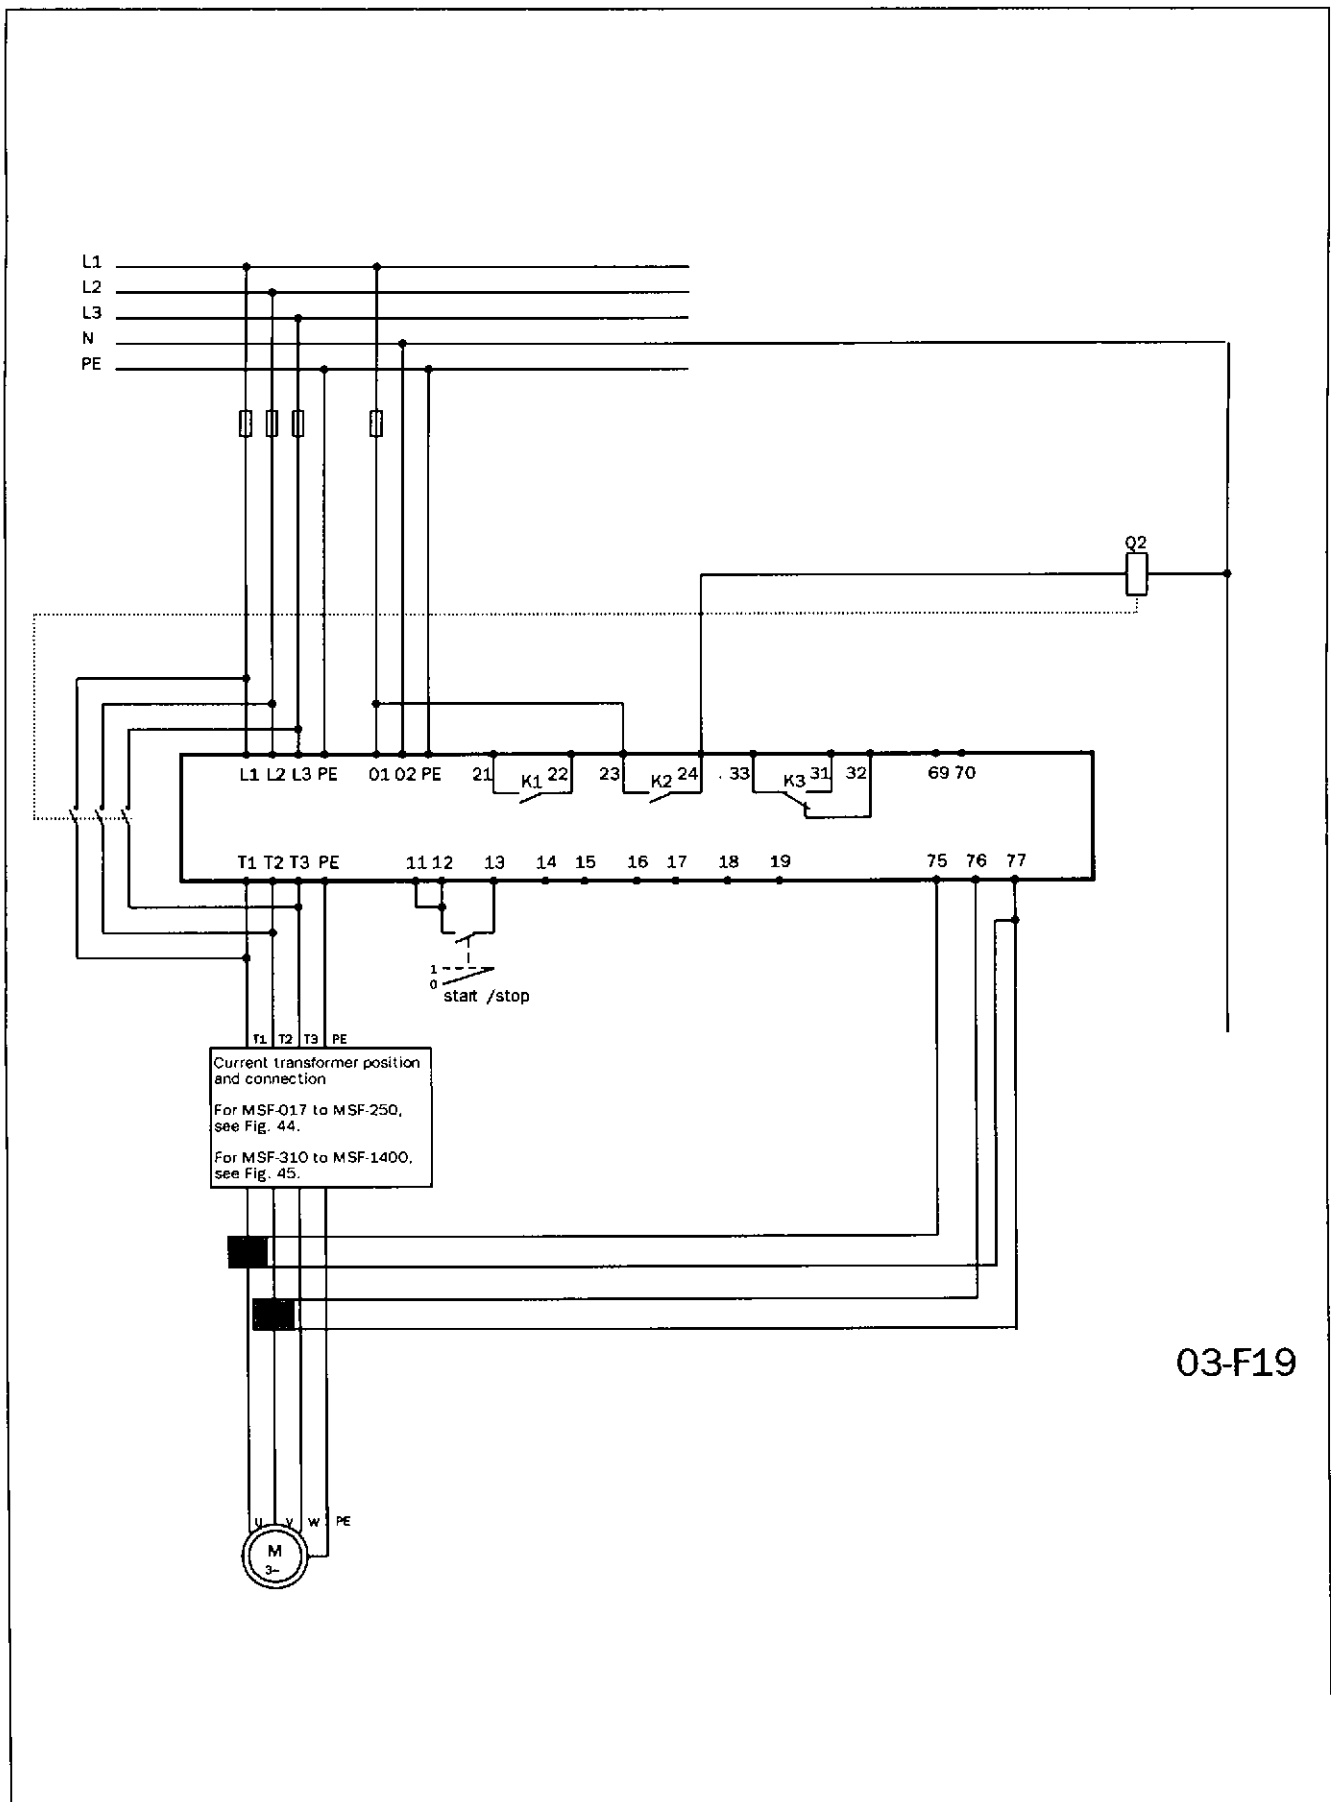 L1
L2
L3
N
PE
Q2
L1 L2 L3 PE 01 02 PE 21 K1 22 23 K2 24 33 K3 31 32 69 70
T1 T2 T3 PE 11 12 13 14 15 16 17 18 19 75 76 77
1
0
start /stop
T1 T2 T3 PE
Current transformer position
and connection
For MSF-017 to MSF-250,
see Fig. 44.
For MSF-310 to MSF-1400,
see Fig. 45.
03-F19
U V W PE
M
3~